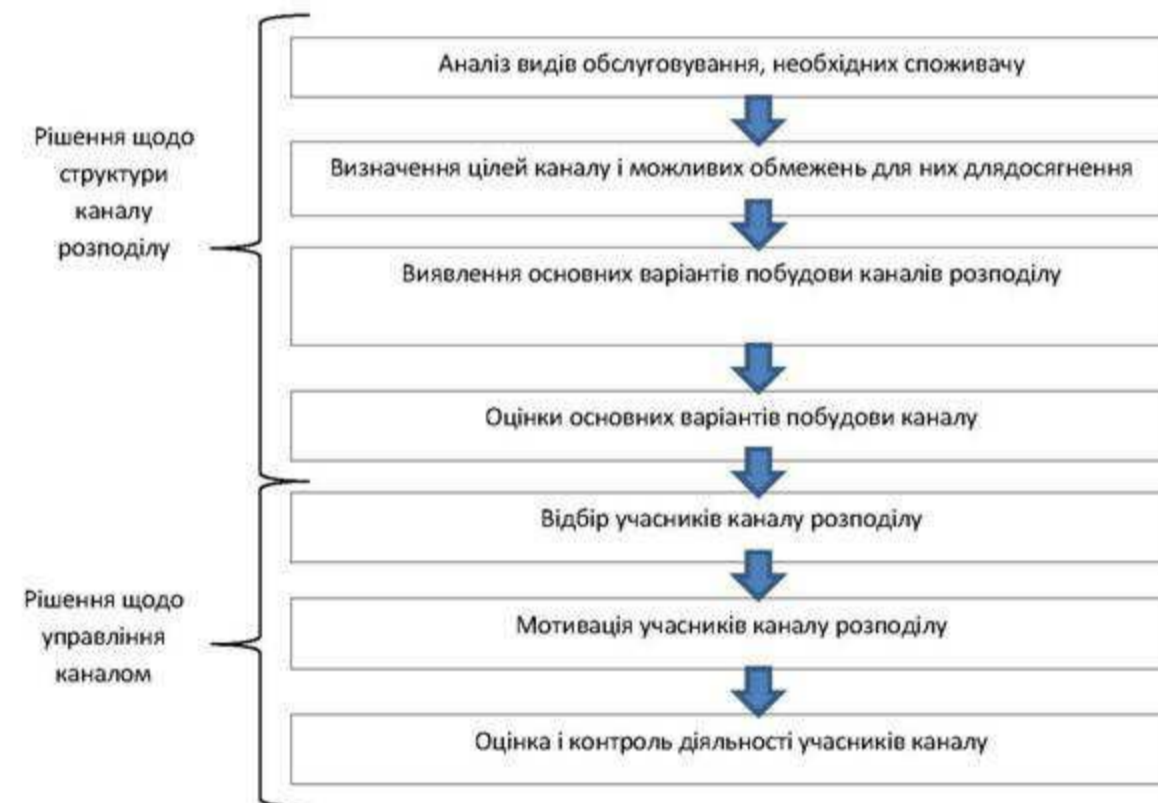 Рішення щодо
структури
каналу
розподілу
Аналіз видів обслуговування, необхідних споживачу
Визначення цілей каналу і можливих обмежень для них длядосягнення
Виявлення основних варіантів побудови каналів розподілу
Оцінки основних варіантів побудови каналу
Рішення щодо
управління
каналом
Відбір учасників каналу розподілу
Мотивація учасників каналу розподілу
Оцінка і контроль діяльності учасників каналу